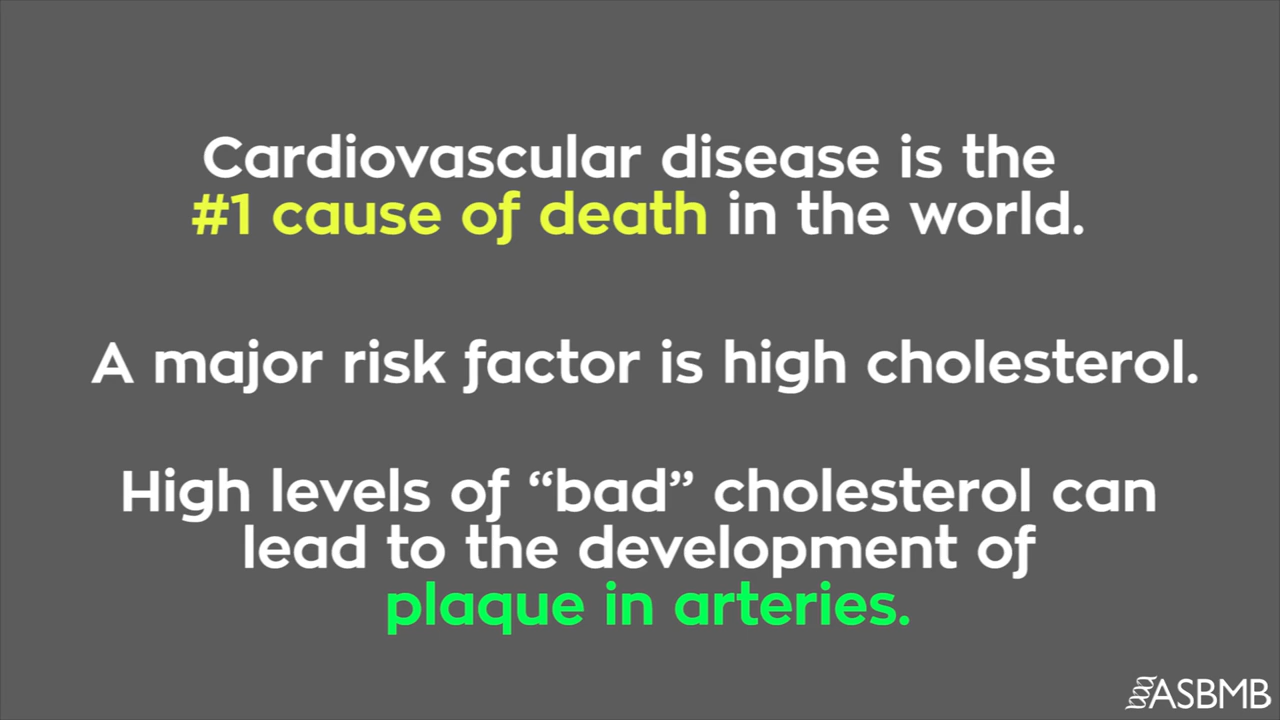 Cardiovascular disease is the
#1 cause of death in the world.
A major risk factor is high cholesterol.
High levels of “bad” cholesterol can
lead to the development of
plaque in arteries.
ASBMB